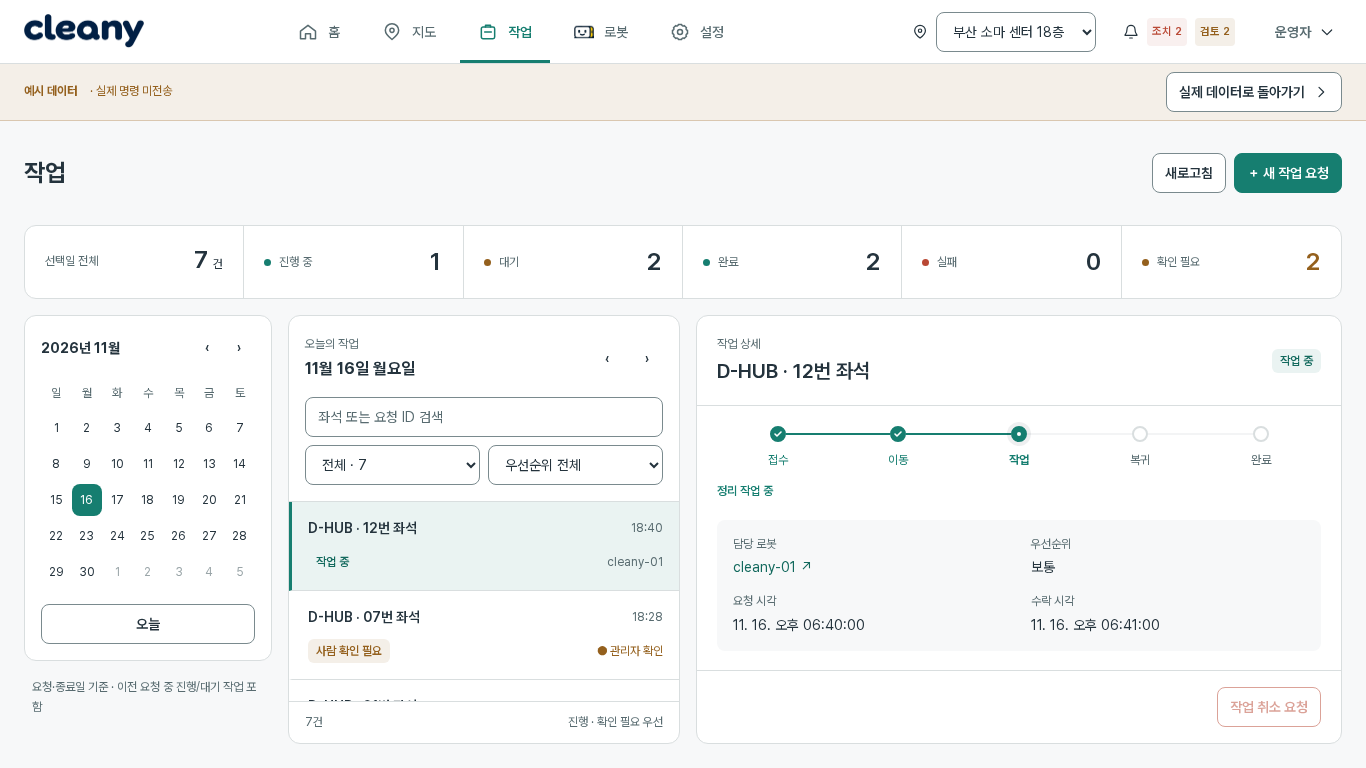 cleany
홈
지도
작업
로봇
설정
부산 소마 센터 18층
조치 2
검토 2
운영자
예시 데이터 · 실제 명령 미전송
실제 데이터로 돌아가기
작업
새로고침
+ 새 작업 요청
선택일 전체 7 건
진행 중 1
대기 2
완료 2
실패 0
확인 필요 2
2026년 11월 ‹ ›
일 월 화 수 목 금 토
1 2 3 4 5 6 7
8 9 10 11 12 13 14
15 16 17 18 19 20 21
22 23 24 25 26 27 28
29 30 1 2 3 4 5
오늘
요청·종료일 기준 · 이전 요청 중 진행/대기 작업 포
함
오늘의 작업
11월 16일 월요일 ‹ ›
좌석 또는 요청 ID 검색
전체 · 7
우선순위 전체
D-HUB · 12번 좌석 18:40
작업 중 cleany-01
D-HUB · 07번 좌석 18:28
사람 확인 필요 ● 관리자 확인
7건 진행 · 확인 필요 우선
작업 상세
D-HUB · 12번 좌석
작업 중
접수 이동 작업 복귀 완료
정리 작업 중
담당 로봇
cleany-01 ↗
우선순위
보통
요청 시각
11. 16. 오후 06:40:00
수락 시각
11. 16. 오후 06:41:00
작업 취소 요청